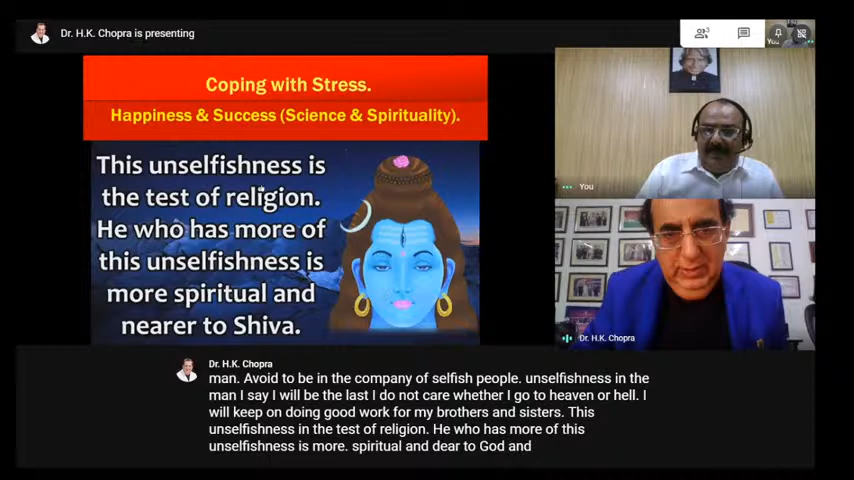 Dr. H.K. Chopra is presenting
3
You
Coping with Stress.
Happiness & Success (Science & Spirituality).
This unselfishness is
the test of religion.
He who has more of
this unselfishness is
more spiritual and
nearer to Shiva.
You
Dr. H.K. Chopra
Dr. H.K. Chopra
man. Avoid to be in the company of selfish people. unselfishness in the
man I say I will be the last I do not care whether I go to heaven or hell. I
will keep on doing good work for my brothers and sisters. This
unselfishness in the test of religion. He who has more of this
unselfishness is more. spiritual and dear to God and